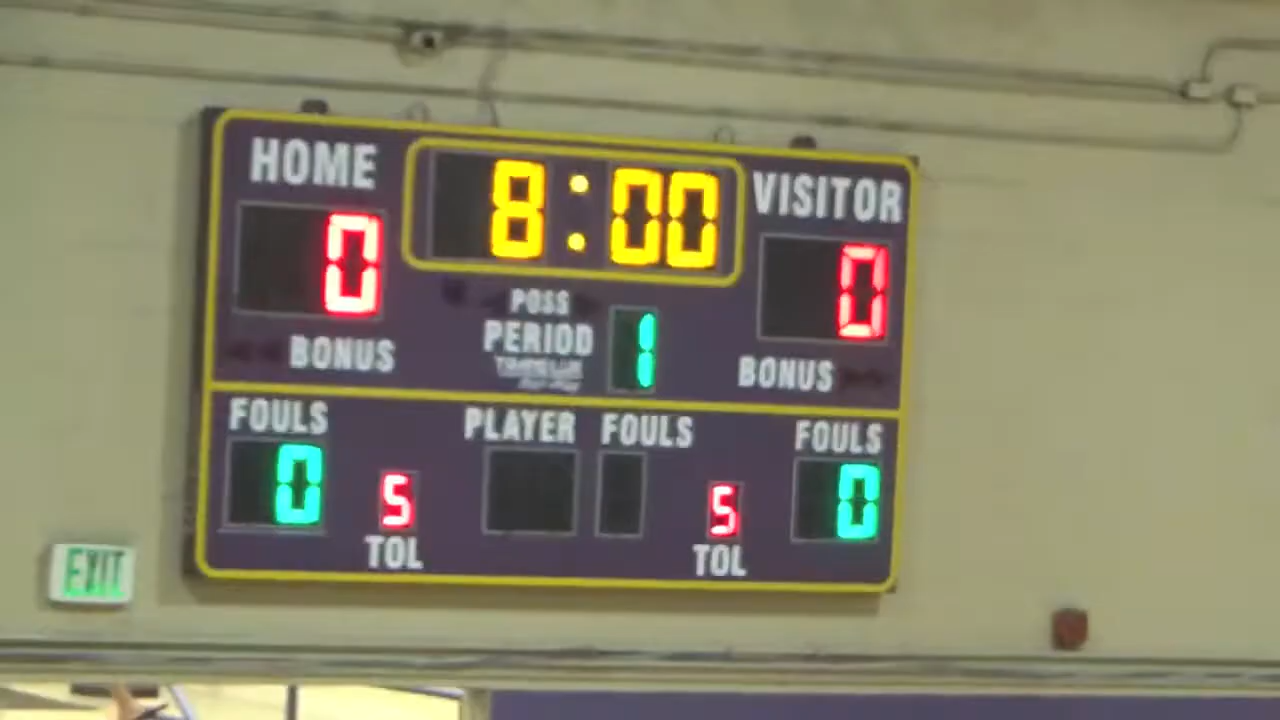 HOME 8:00 VISITOR
0 0
POSS
BONUS PERIOD 1 BONUS
FOULS PLAYER FOULS FOULS
0 5 5 0
TOL TOL
EXIT